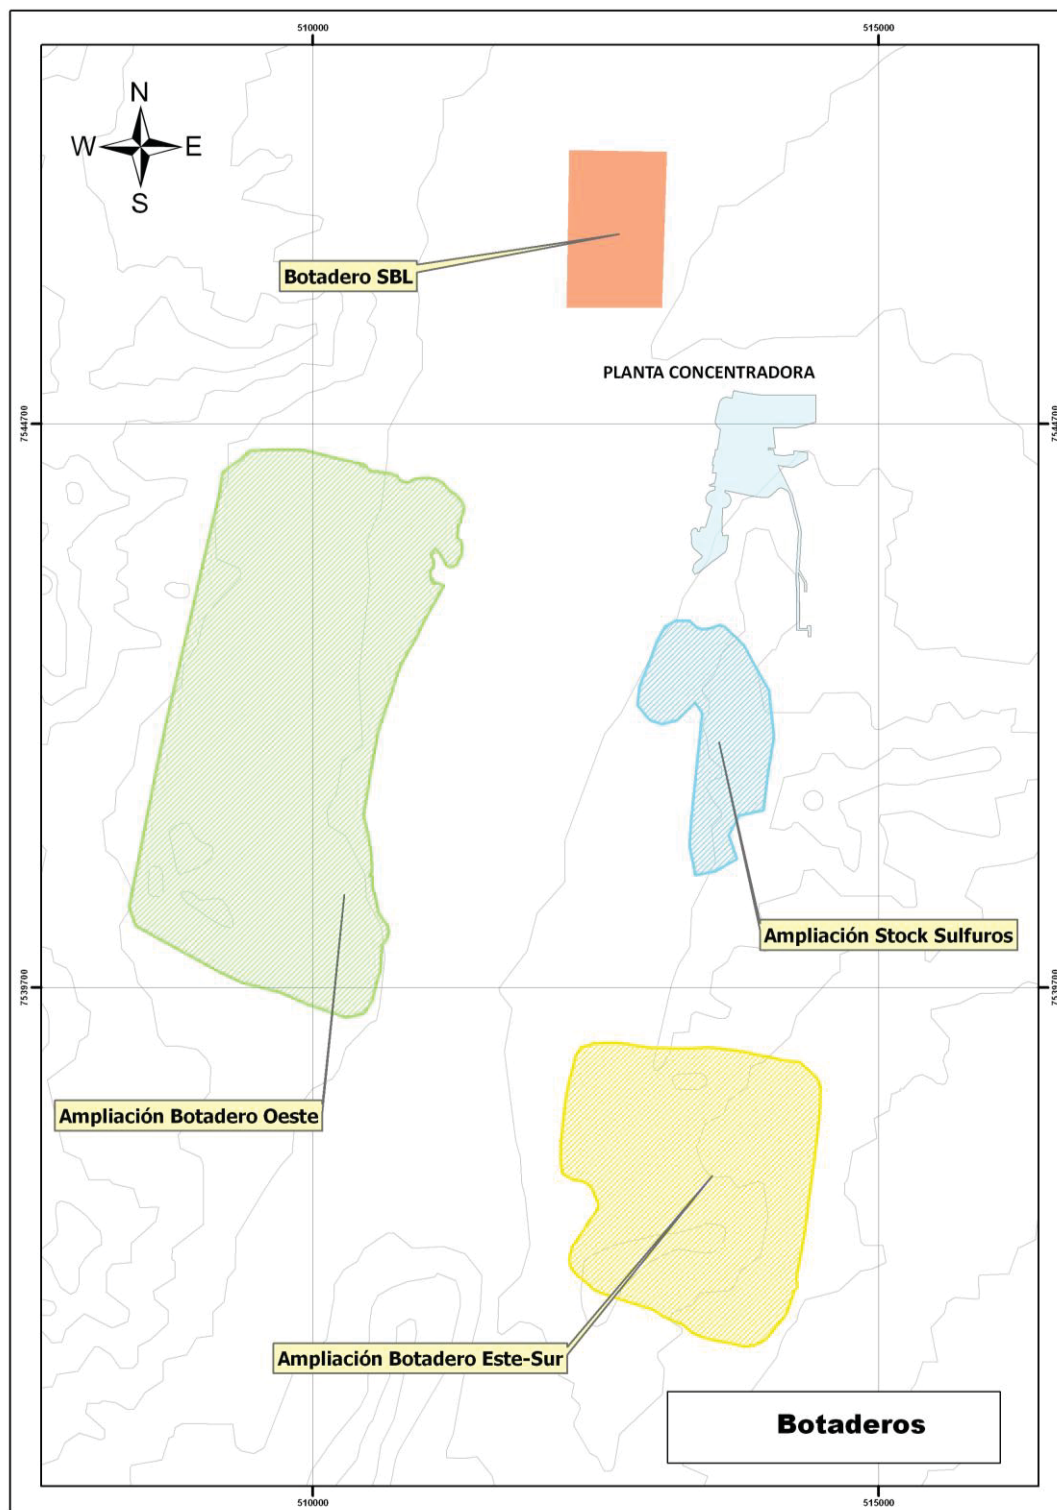 510000
515000
N
W
E
S
Botadero SBL
PLANTA CONCENTRADORA
7544700
7544700
Ampliación Stock Sulfuros
7539700
7539700
Ampliación Botadero Oeste
Ampliación Botadero Este-Sur
Botaderos
510000
515000